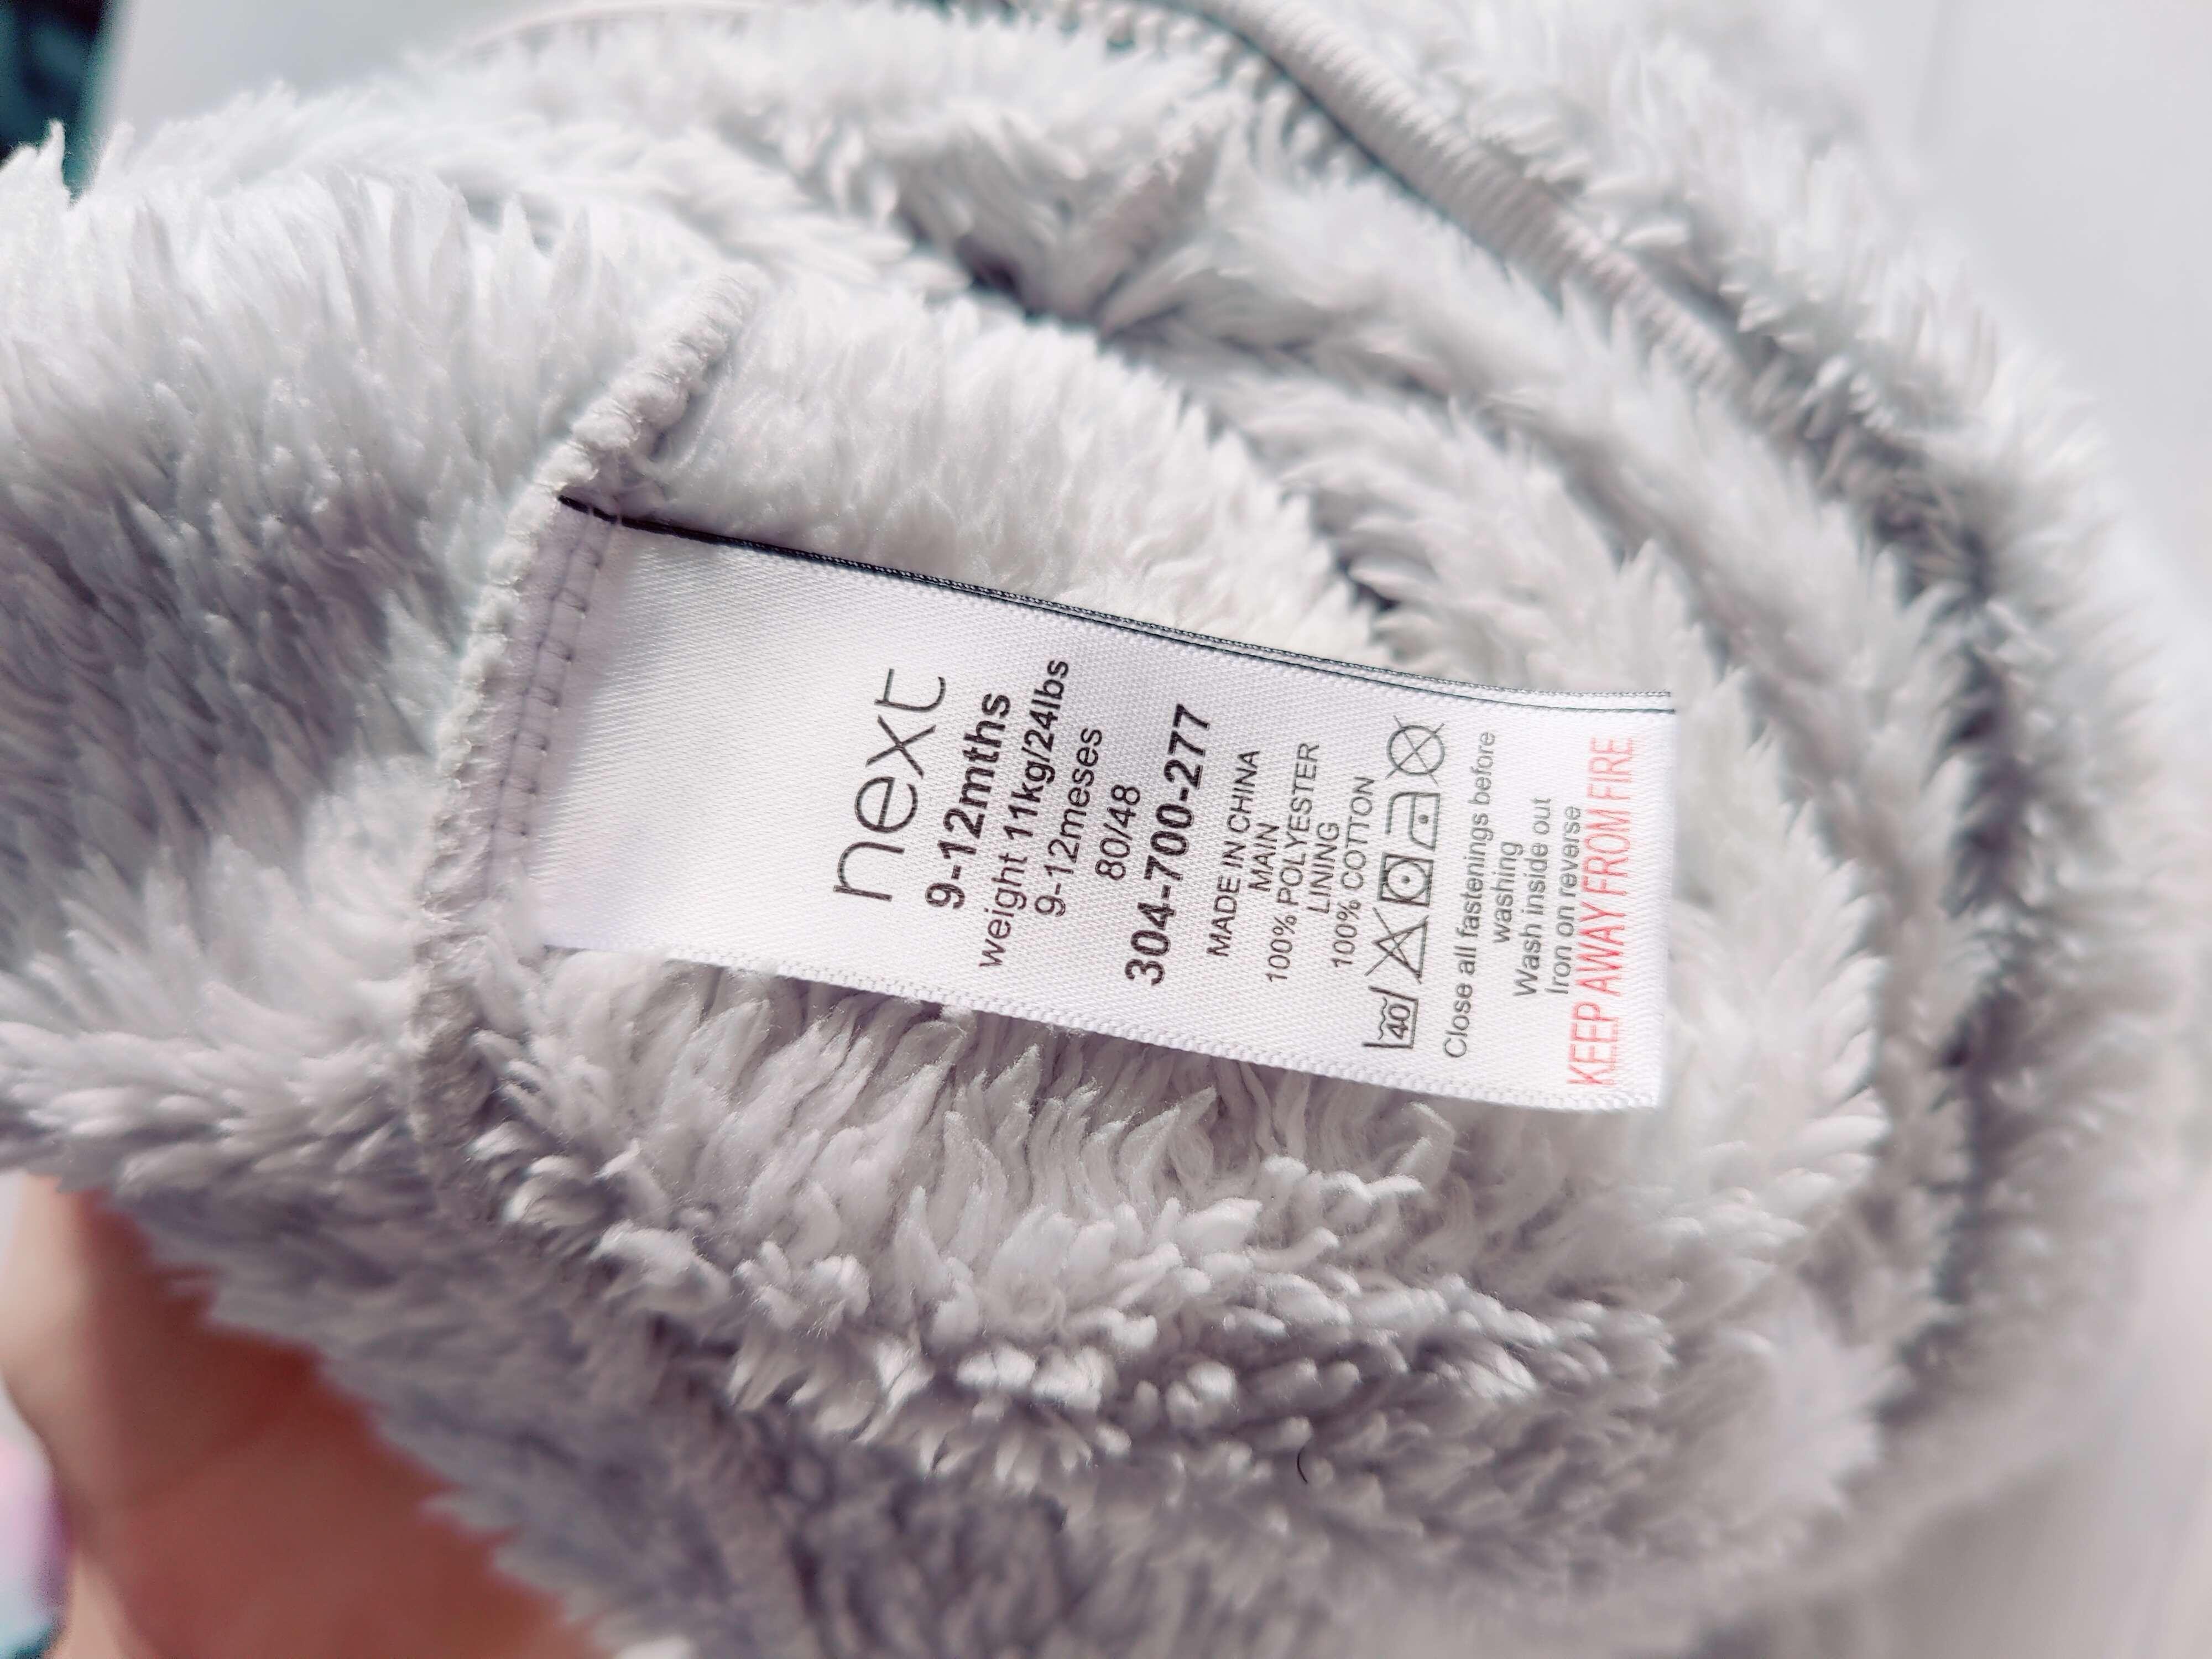 next
9-12mths
weight 11kg/24lbs
9-12meses
80/48
304-700-277
MADE IN CHINA
MAIN
100% POLYESTER
LINING
100% COTTON
40
Close all fastenings before
washing
Wash inside out
Iron on reverse
KEEP AWAY FROM FIRE